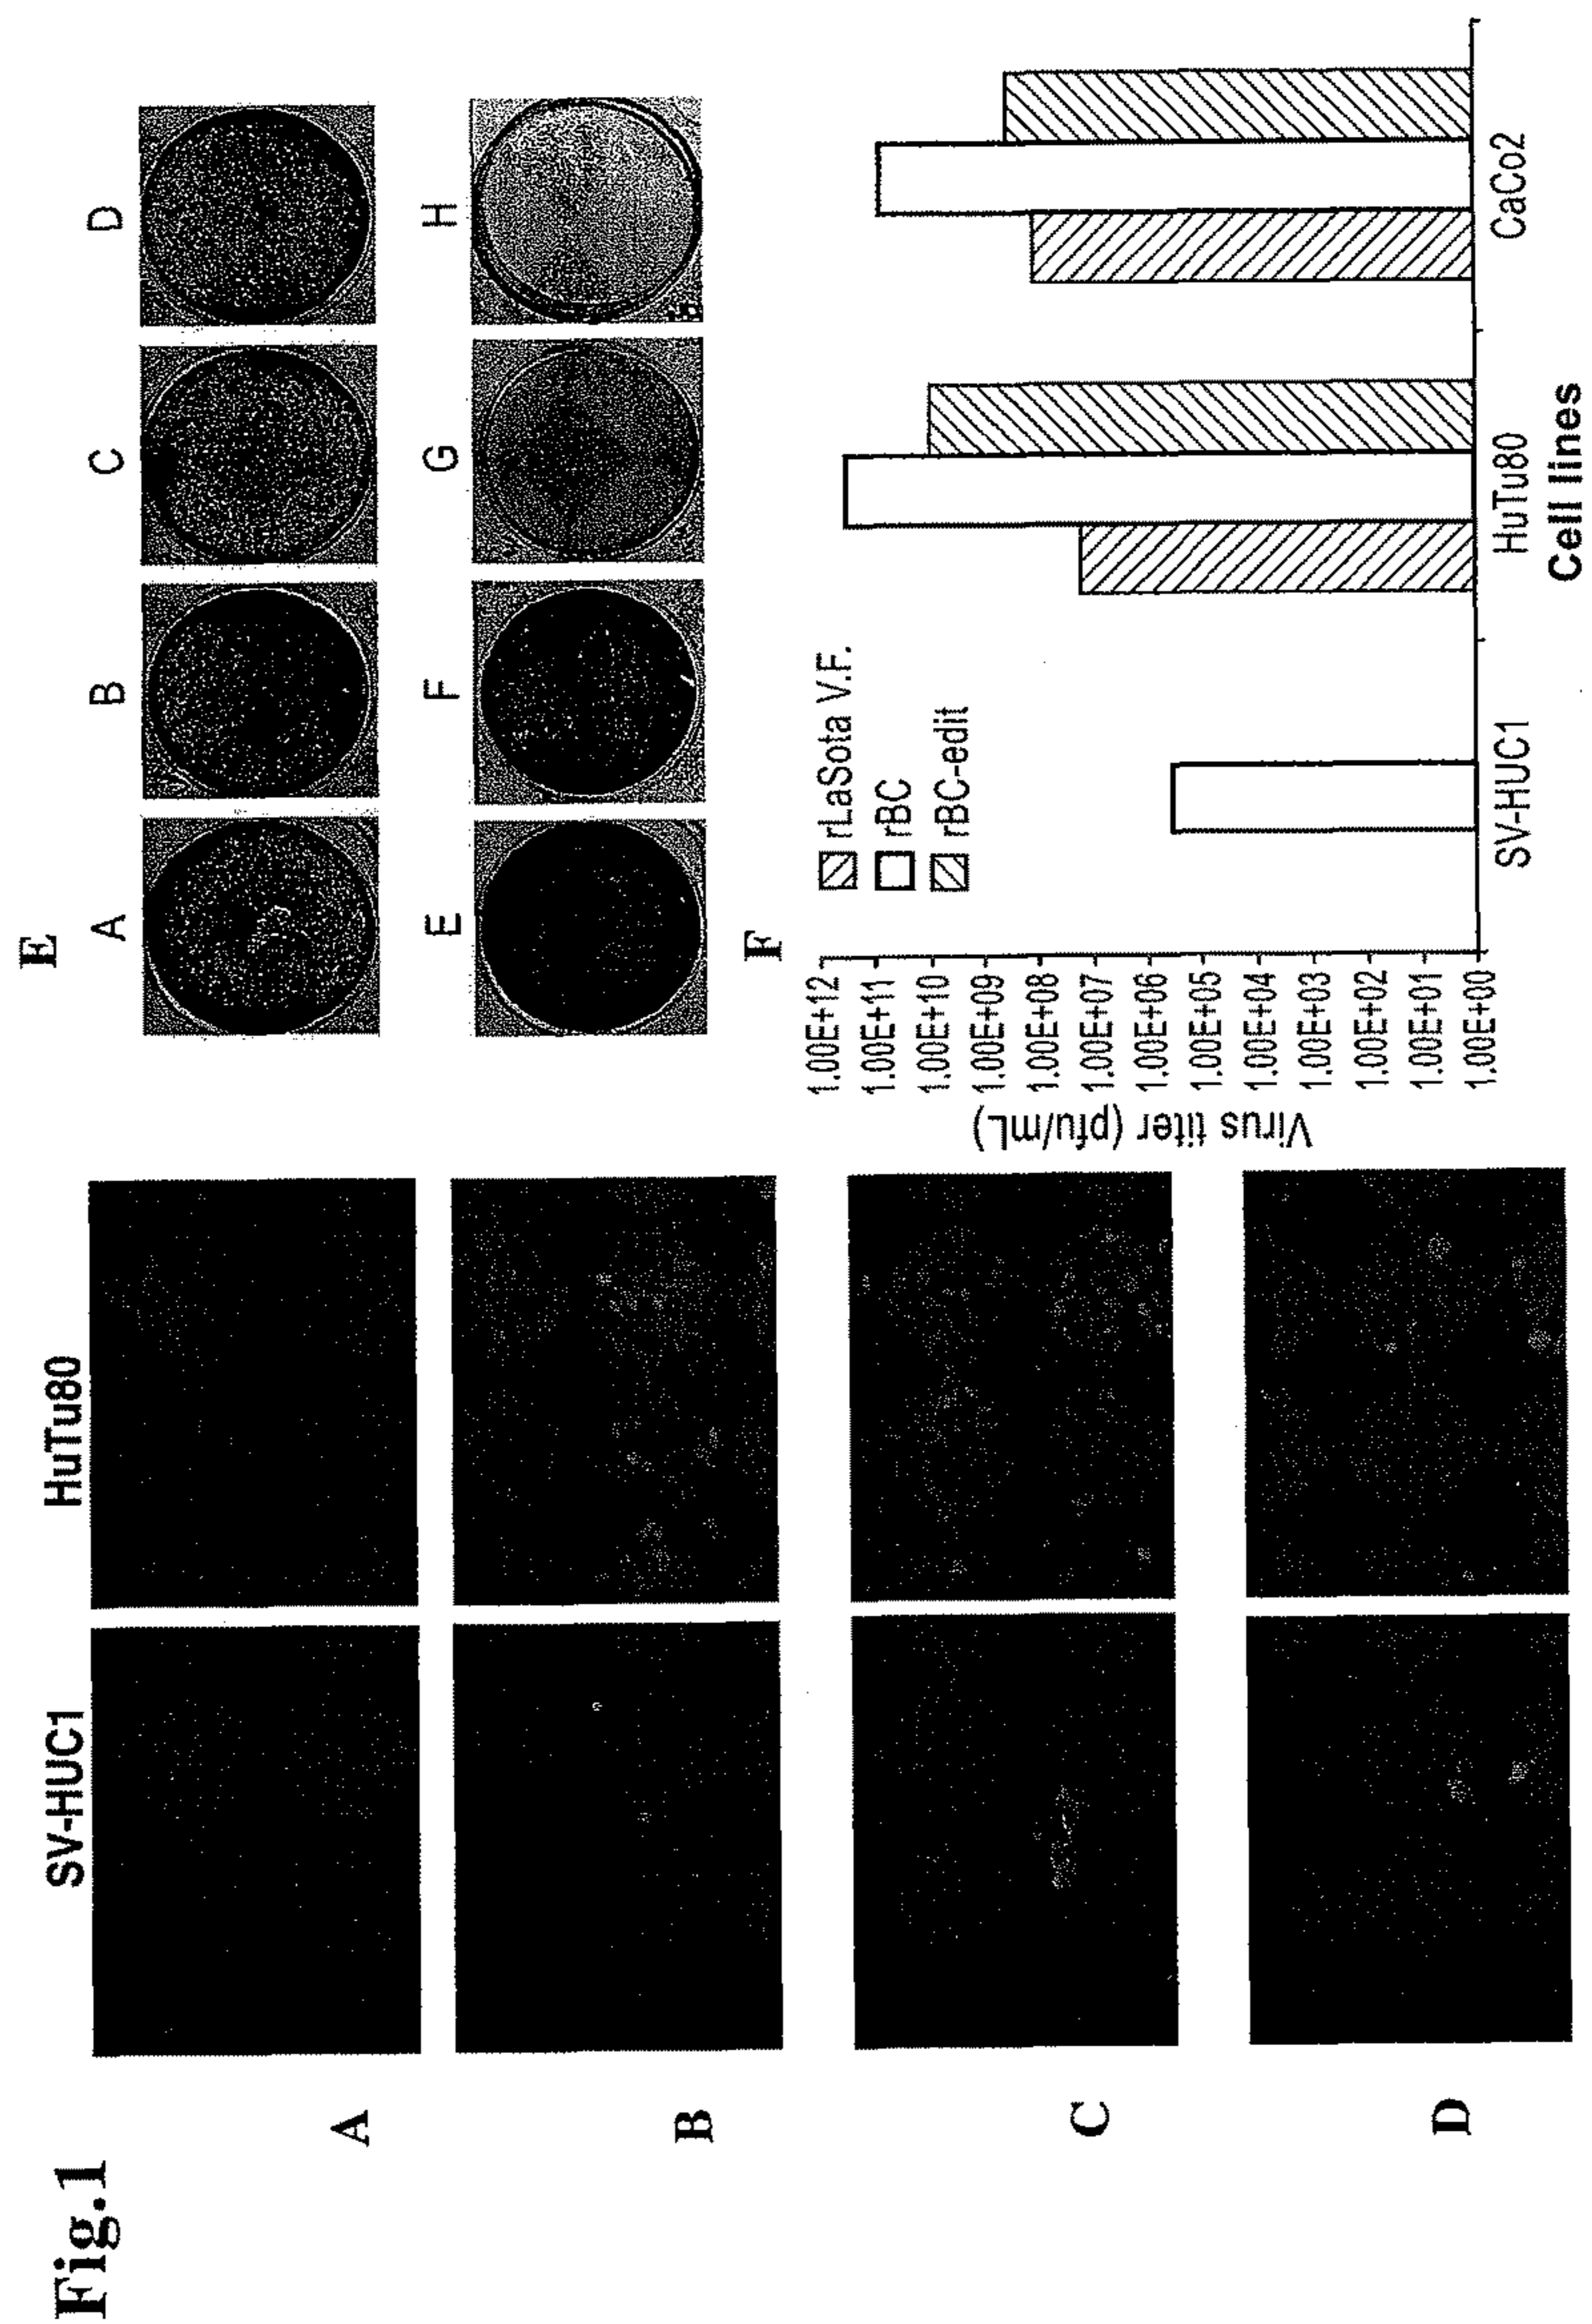 Fig.1
SV-HUC1 HuTu80
A
B
C
D
E
A B C D
E F G H
F
Virus titer (pfu/mL)
1.00E+12
1.00E+11
1.00E+10
1.00E+09
1.00E+08
1.00E+07
1.00E+06
1.00E+05
1.00E+04
1.00E+03
1.00E+02
1.00E+01
1.00E+00
rLaSota V.F.
rBC
rBC-edit
SV-HUC1 HuTu80 CaCo2
Cell lines